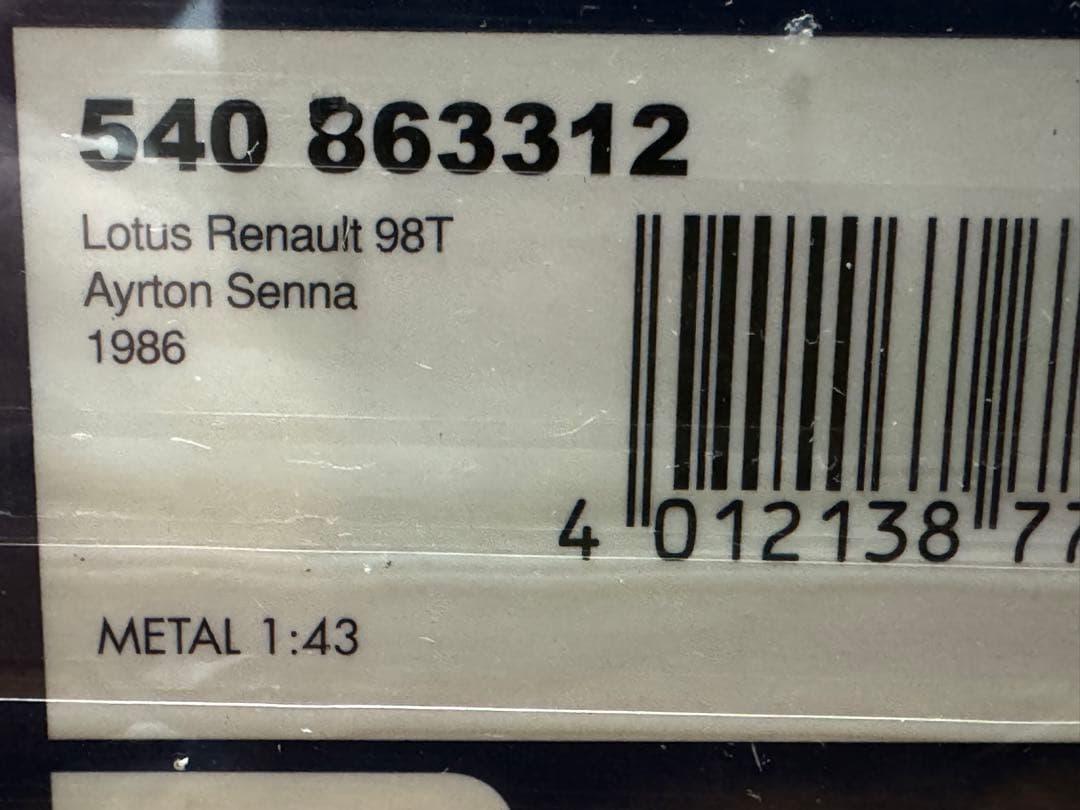 540 863312
Lotus Renault 98T
Ayrton Senna
1986
4 012138 77
METAL 1:43